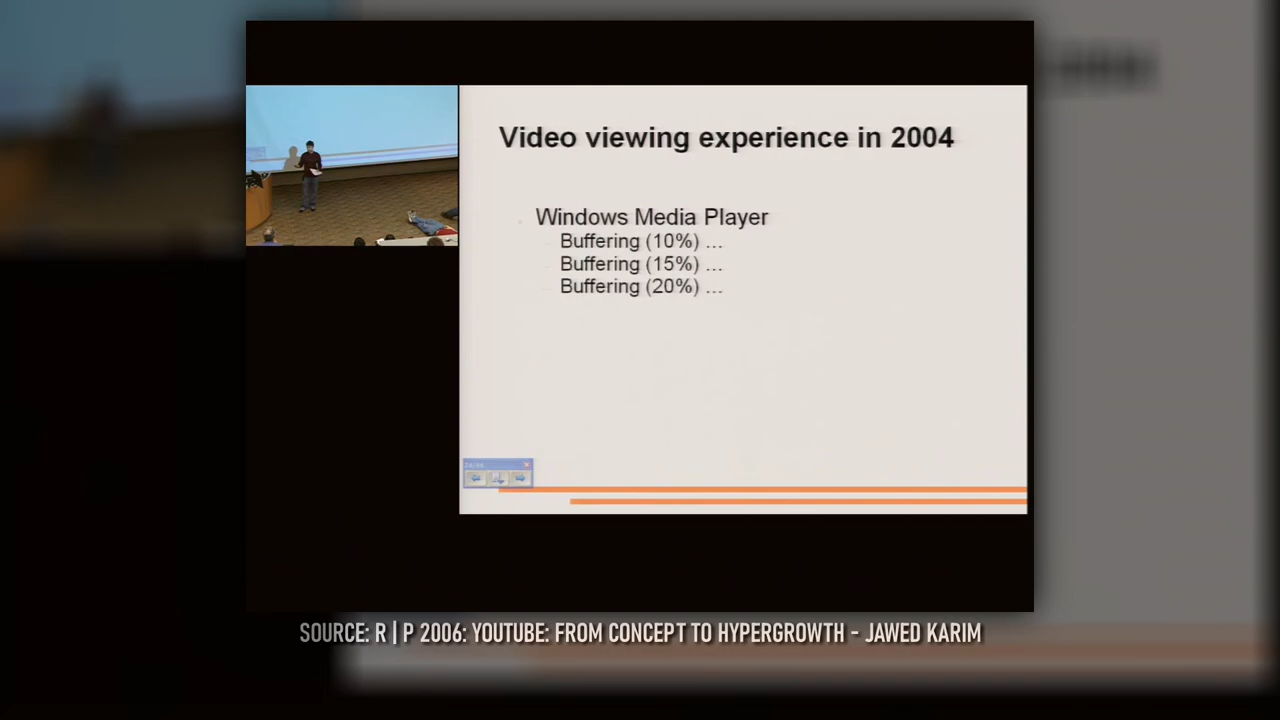 Video viewing experience in 2004
Windows Media Player
Buffering (10%) ...
Buffering (15%) ...
Buffering (20%) ...
SOURCE: R | P 2006: YOUTUBE: FROM CONCEPT TO HYPERGROWTH - JAWED KARIM